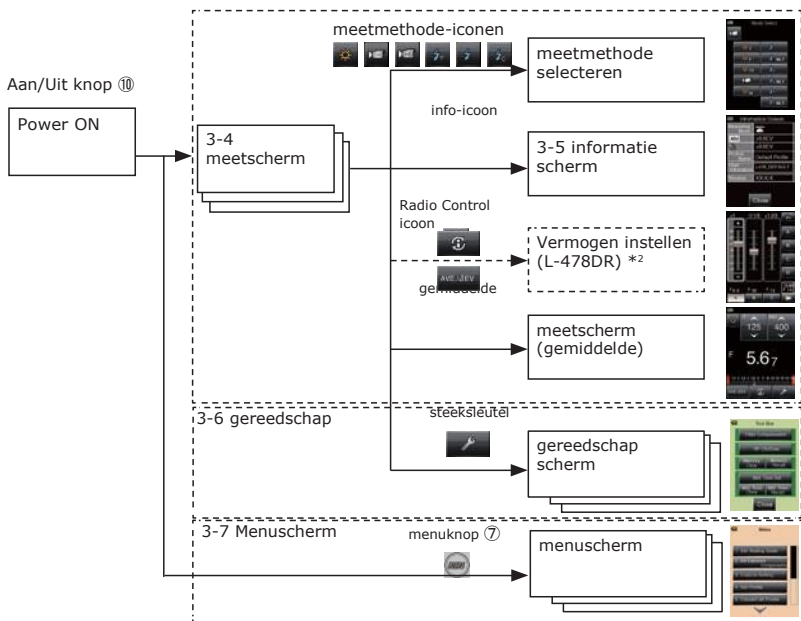 meetmethode-iconen
meetmethode
selecteren
Aan/Uit knop ⑩
Power ON
info-icoon
3-4
meetscherm
3-5 informatie
scherm
Close
Radio Control
icoon
Vermogen instellen
(L-478DR) *2
gemiddelde
meetscherm
(gemiddelde)
125
400
F
5.67
3-6 gereedschap
steeksleutel
gereedschap
scherm
Close
3-7 Menuscherm
menuknop ⑦
menuscherm
Menu